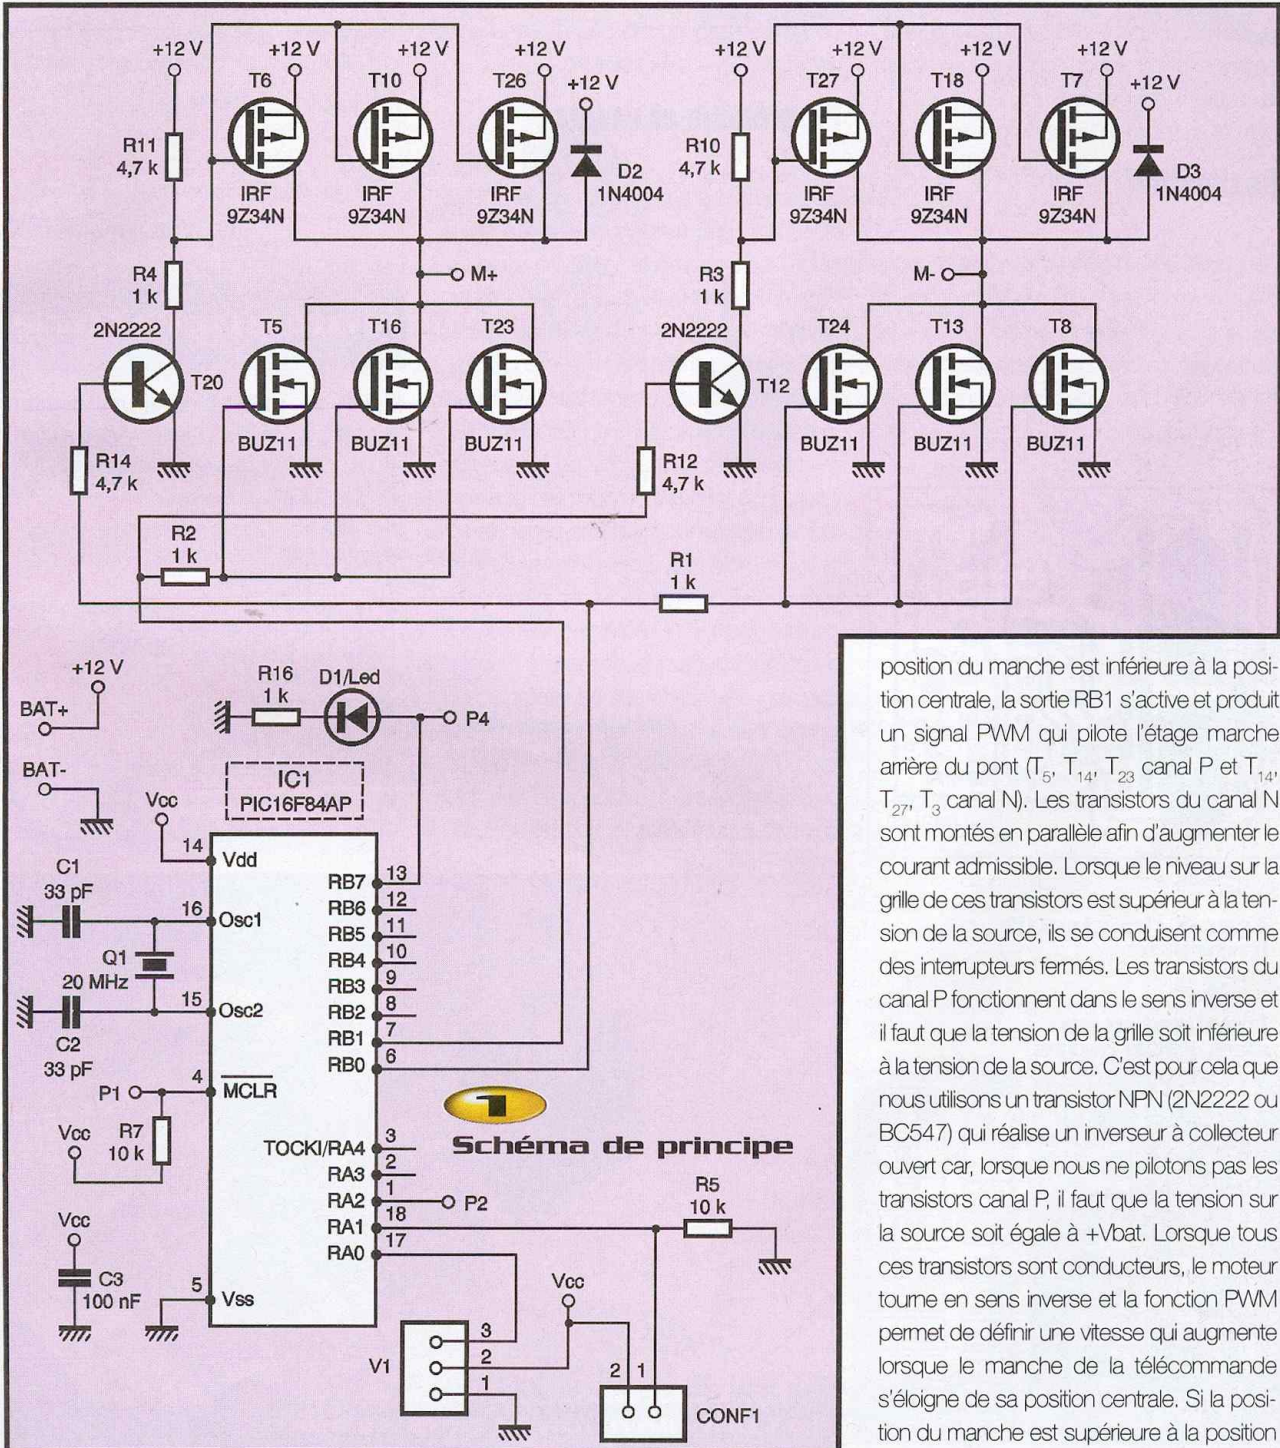 +12 V +12 V +12 V +12 V +12 V +12 V +12 V +12 V
T6 T10 T26 +12 V T27 T18 T7 +12 V
R11
4,7 k
D2
1N4004
R10
4,7 k
D3
1N4004
IRF
9Z34N
IRF
9Z34N
IRF
9Z34N
IRF
9Z34N
IRF
9Z34N
IRF
9Z34N
R4
1 k
M+
R3
1 k
M-
2N2222 T5 T16 T23 2N2222 T24 T13 T8
T20 T12
BUZ11 BUZ11 BUZ11 BUZ11 BUZ11 BUZ11
R14
4,7 k
R12
4,7 k
R2
1 k
R1
1 k
+12 V
BAT+
BAT-
R16
1 k
D1/Led
P4
IC1
PIC16F84AP
Vcc
14 Vdd
C1
33 pF
16 Osc1
Q1
20 MHz
15 Osc2
C2
33 pF
P1 4 MCLR
Vcc
R7
10 k
Vcc
C3
100 nF
5 Vss
RB7 13
RB6 12
RB5 11
RB4 10
RB3 9
RB2 8
RB1 7
RB0 6
TOCKI/RA4 3
RA3 2
RA2 1 P2
RA1 18
RA0 17
1
Schéma de principe
R5
10 k
Vcc
V1
3
2
1
2 1
CONF1
position du manche est inférieure à la posi-
tion centrale, la sortie RB1 s'active et produit
un signal PWM qui pilote l'étage marche
arrière du pont (T5, T14, T23 canal P et T14,
T27, T3 canal N). Les transistors du canal N
sont montés en parallèle afin d'augmenter le
courant admissible. Lorsque le niveau sur la
grille de ces transistors est supérieur à la ten-
sion de la source, ils se conduisent comme
des interrupteurs fermés. Les transistors du
canal P fonctionnent dans le sens inverse et
il faut que la tension de la grille soit inférieure
à la tension de la source. C'est pour cela que
nous utilisons un transistor NPN (2N2222 ou
BC547) qui réalise un inverseur à collecteur
ouvert car, lorsque nous ne pilotons pas les
transistors canal P, il faut que la tension sur
la source soit égale à +Vbat. Lorsque tous
ces transistors sont conducteurs, le moteur
tourne en sens inverse et la fonction PWM
permet de définir une vitesse qui augmente
lorsque le manche de la télécommande
s'éloigne de sa position centrale. Si la posi-
tion du manche est supérieure à la position